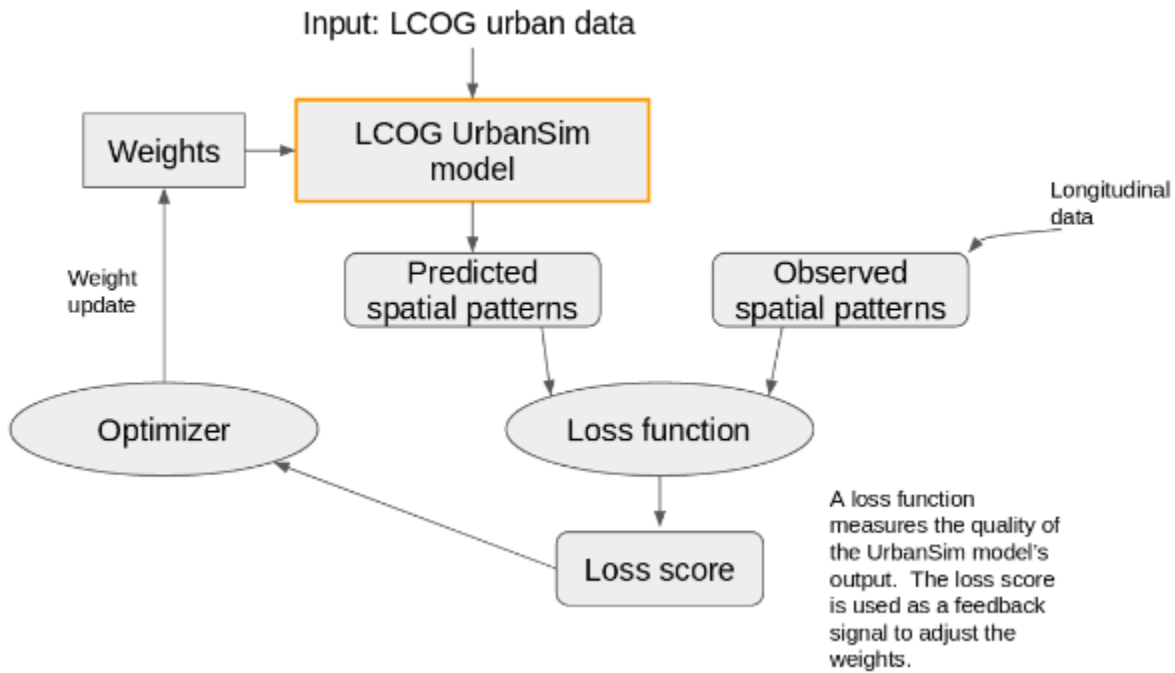 Input: LCOG urban data
Weights
LCOG UrbanSim
model
Longitudinal
data
Weight
update
Predicted
spatial patterns
Observed
spatial patterns
Optimizer
Loss function
Loss score
A loss function
measures the quality of
the UrbanSim model's
output.  The loss score
is used as a feedback
signal to adjust the
weights.